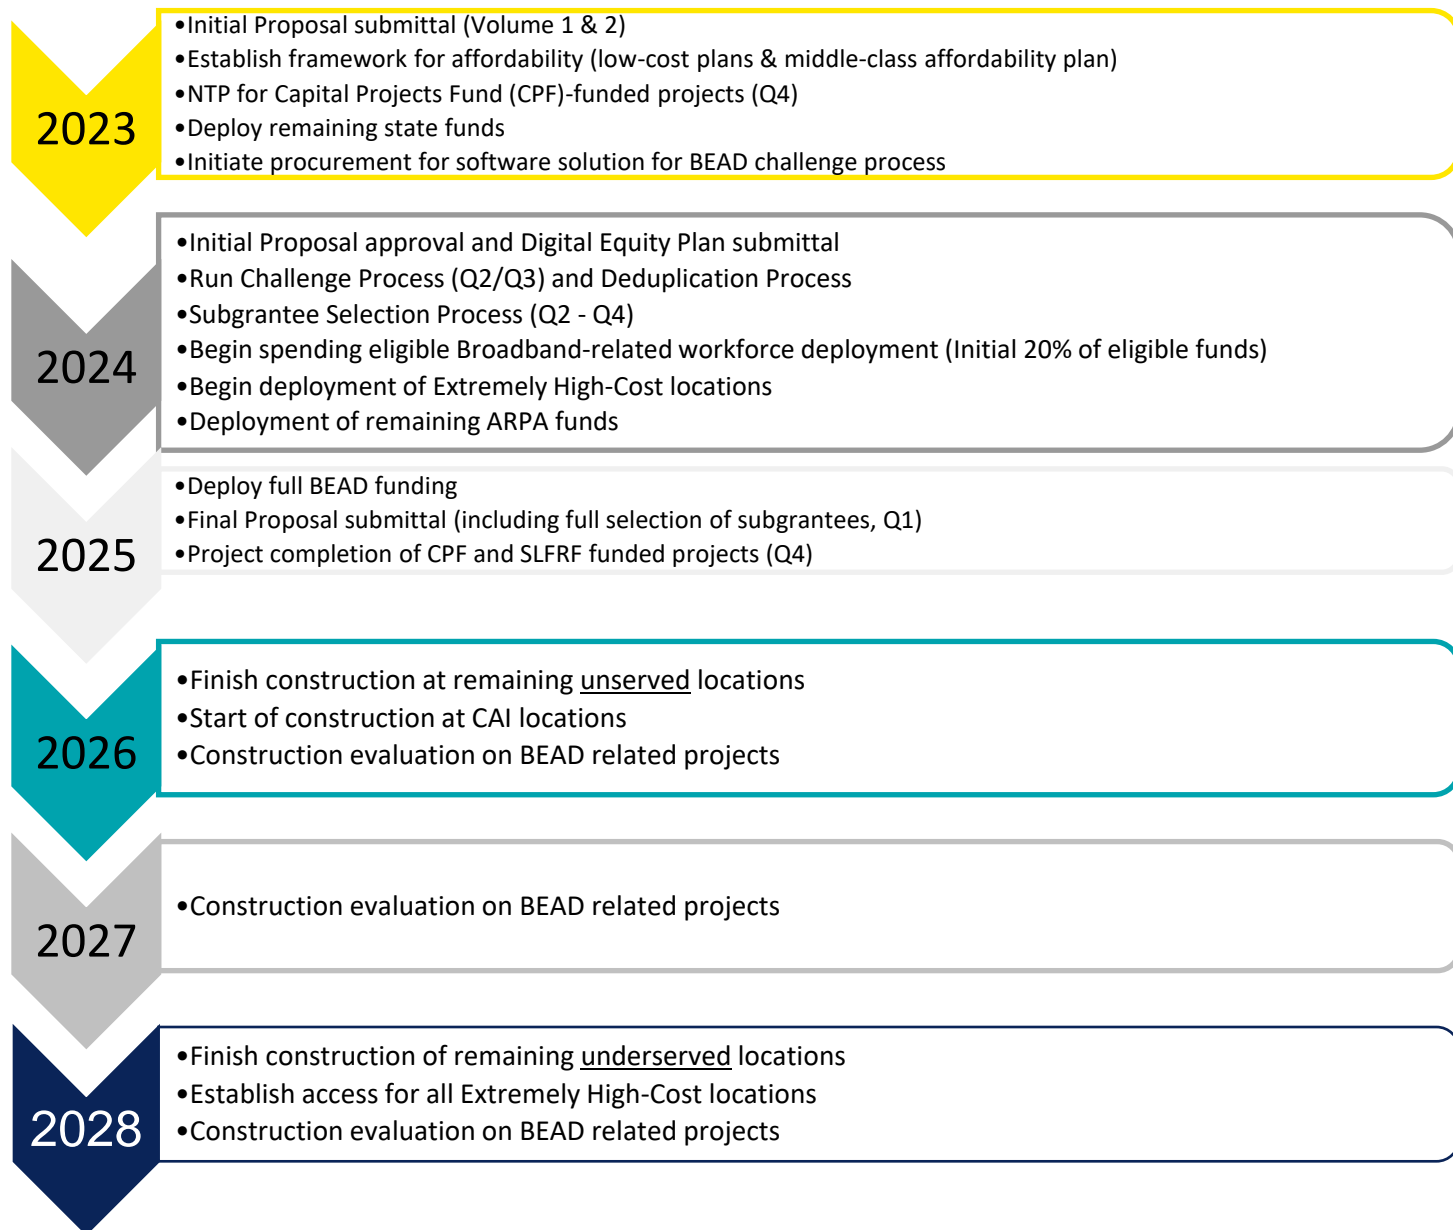 2023
•Initial Proposal submittal (Volume 1 & 2)
•Establish framework for affordability (low-cost plans & middle-class affordability plan)
•NTP for Capital Projects Fund (CPF)-funded projects (Q4)
•Deploy remaining state funds
•Initiate procurement for software solution for BEAD challenge process
2024
•Initial Proposal approval and Digital Equity Plan submittal
•Run Challenge Process (Q2/Q3) and Deduplication Process
•Subgrantee Selection Process (Q2 - Q4)
•Begin spending eligible Broadband-related workforce deployment (Initial 20% of eligible funds)
•Begin deployment of Extremely High-Cost locations
•Deployment of remaining ARPA funds
2025
•Deploy full BEAD funding
•Final Proposal submittal (including full selection of subgrantees, Q1)
•Project completion of CPF and SLFRF funded projects (Q4)
2026
•Finish construction at remaining unserved locations
•Start of construction at CAI locations
•Construction evaluation on BEAD related projects
2027
•Construction evaluation on BEAD related projects
2028
•Finish construction of remaining underserved locations
•Establish access for all Extremely High-Cost locations
•Construction evaluation on BEAD related projects